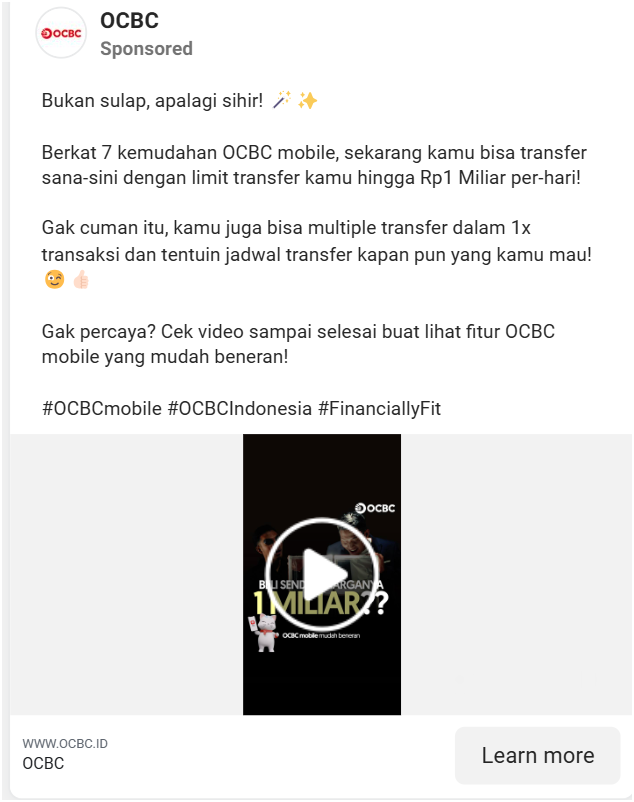 OCBC
OCBC
Sponsored
Bukan sulap, apalagi sihir! 🪄 ✨
Berkat 7 kemudahan OCBC mobile, sekarang kamu bisa transfer
sana-sini dengan limit transfer kamu hingga Rp1 Miliar per-hari!
Gak cuman itu, kamu juga bisa multiple transfer dalam 1x
transaksi dan tentuin jadwal transfer kapan pun yang kamu mau!
😉 👍🏻
Gak percaya? Cek video sampai selesai buat lihat fitur OCBC
mobile yang mudah beneran!
#OCBCmobile #OCBCIndonesia #FinanciallyFit
OCBC
1 MILIAR??
OCBC mobile mudah beneran
WWW.OCBC.ID
OCBC
Learn more